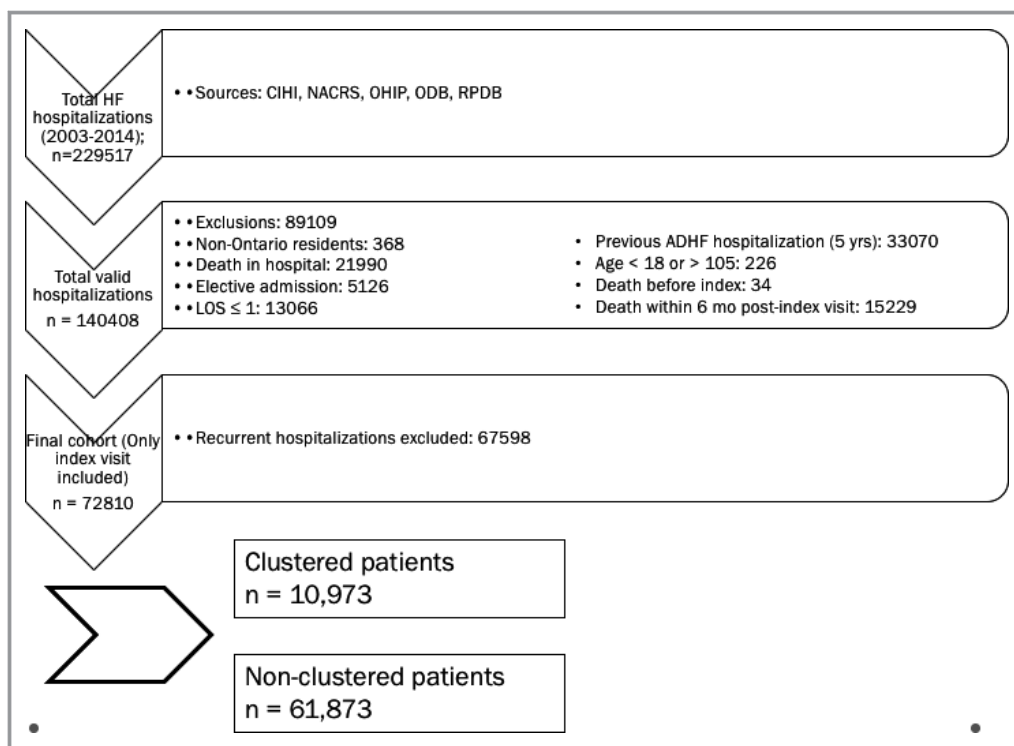 Total HF
hospitalizations
(2003-2014);
n=229517
• •Sources: CIHI, NACRS, OHIP, ODB, RPDB
Total valid
hospitalizations
n = 140408
• •Exclusions: 89109
• •Non-Ontario residents: 368
• •Death in hospital: 21990
• •Elective admission: 5126
• •LOS ≤ 1: 13066
• Previous ADHF hospitalization (5 yrs): 33070
• Age < 18 or > 105: 226
• Death before index: 34
• Death within 6 mo post-index visit: 15229
Final cohort (Only
index visit
included)
n = 72810
• •Recurrent hospitalizations excluded: 67598
Clustered patients
n = 10,973
Non-clustered patients
n = 61,873